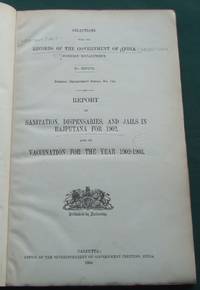 SELECTIONS
FROM THE
RECORDS OF THE GOVERNMENT OF INDIA
FOREIGN DEPARTMENT.
REPORT
ON
SANITATION, DISPENSARIES, AND JAILS IN
RAJPUTANA FOR 1902,
AND ON
VACCINATION FOR THE YEAR 1902-1903.
Published by Authority.
CALCUTTA:
OFFICE OF THE SUPERINTENDENT OF GOVERNMENT PRINTING, INDIA.